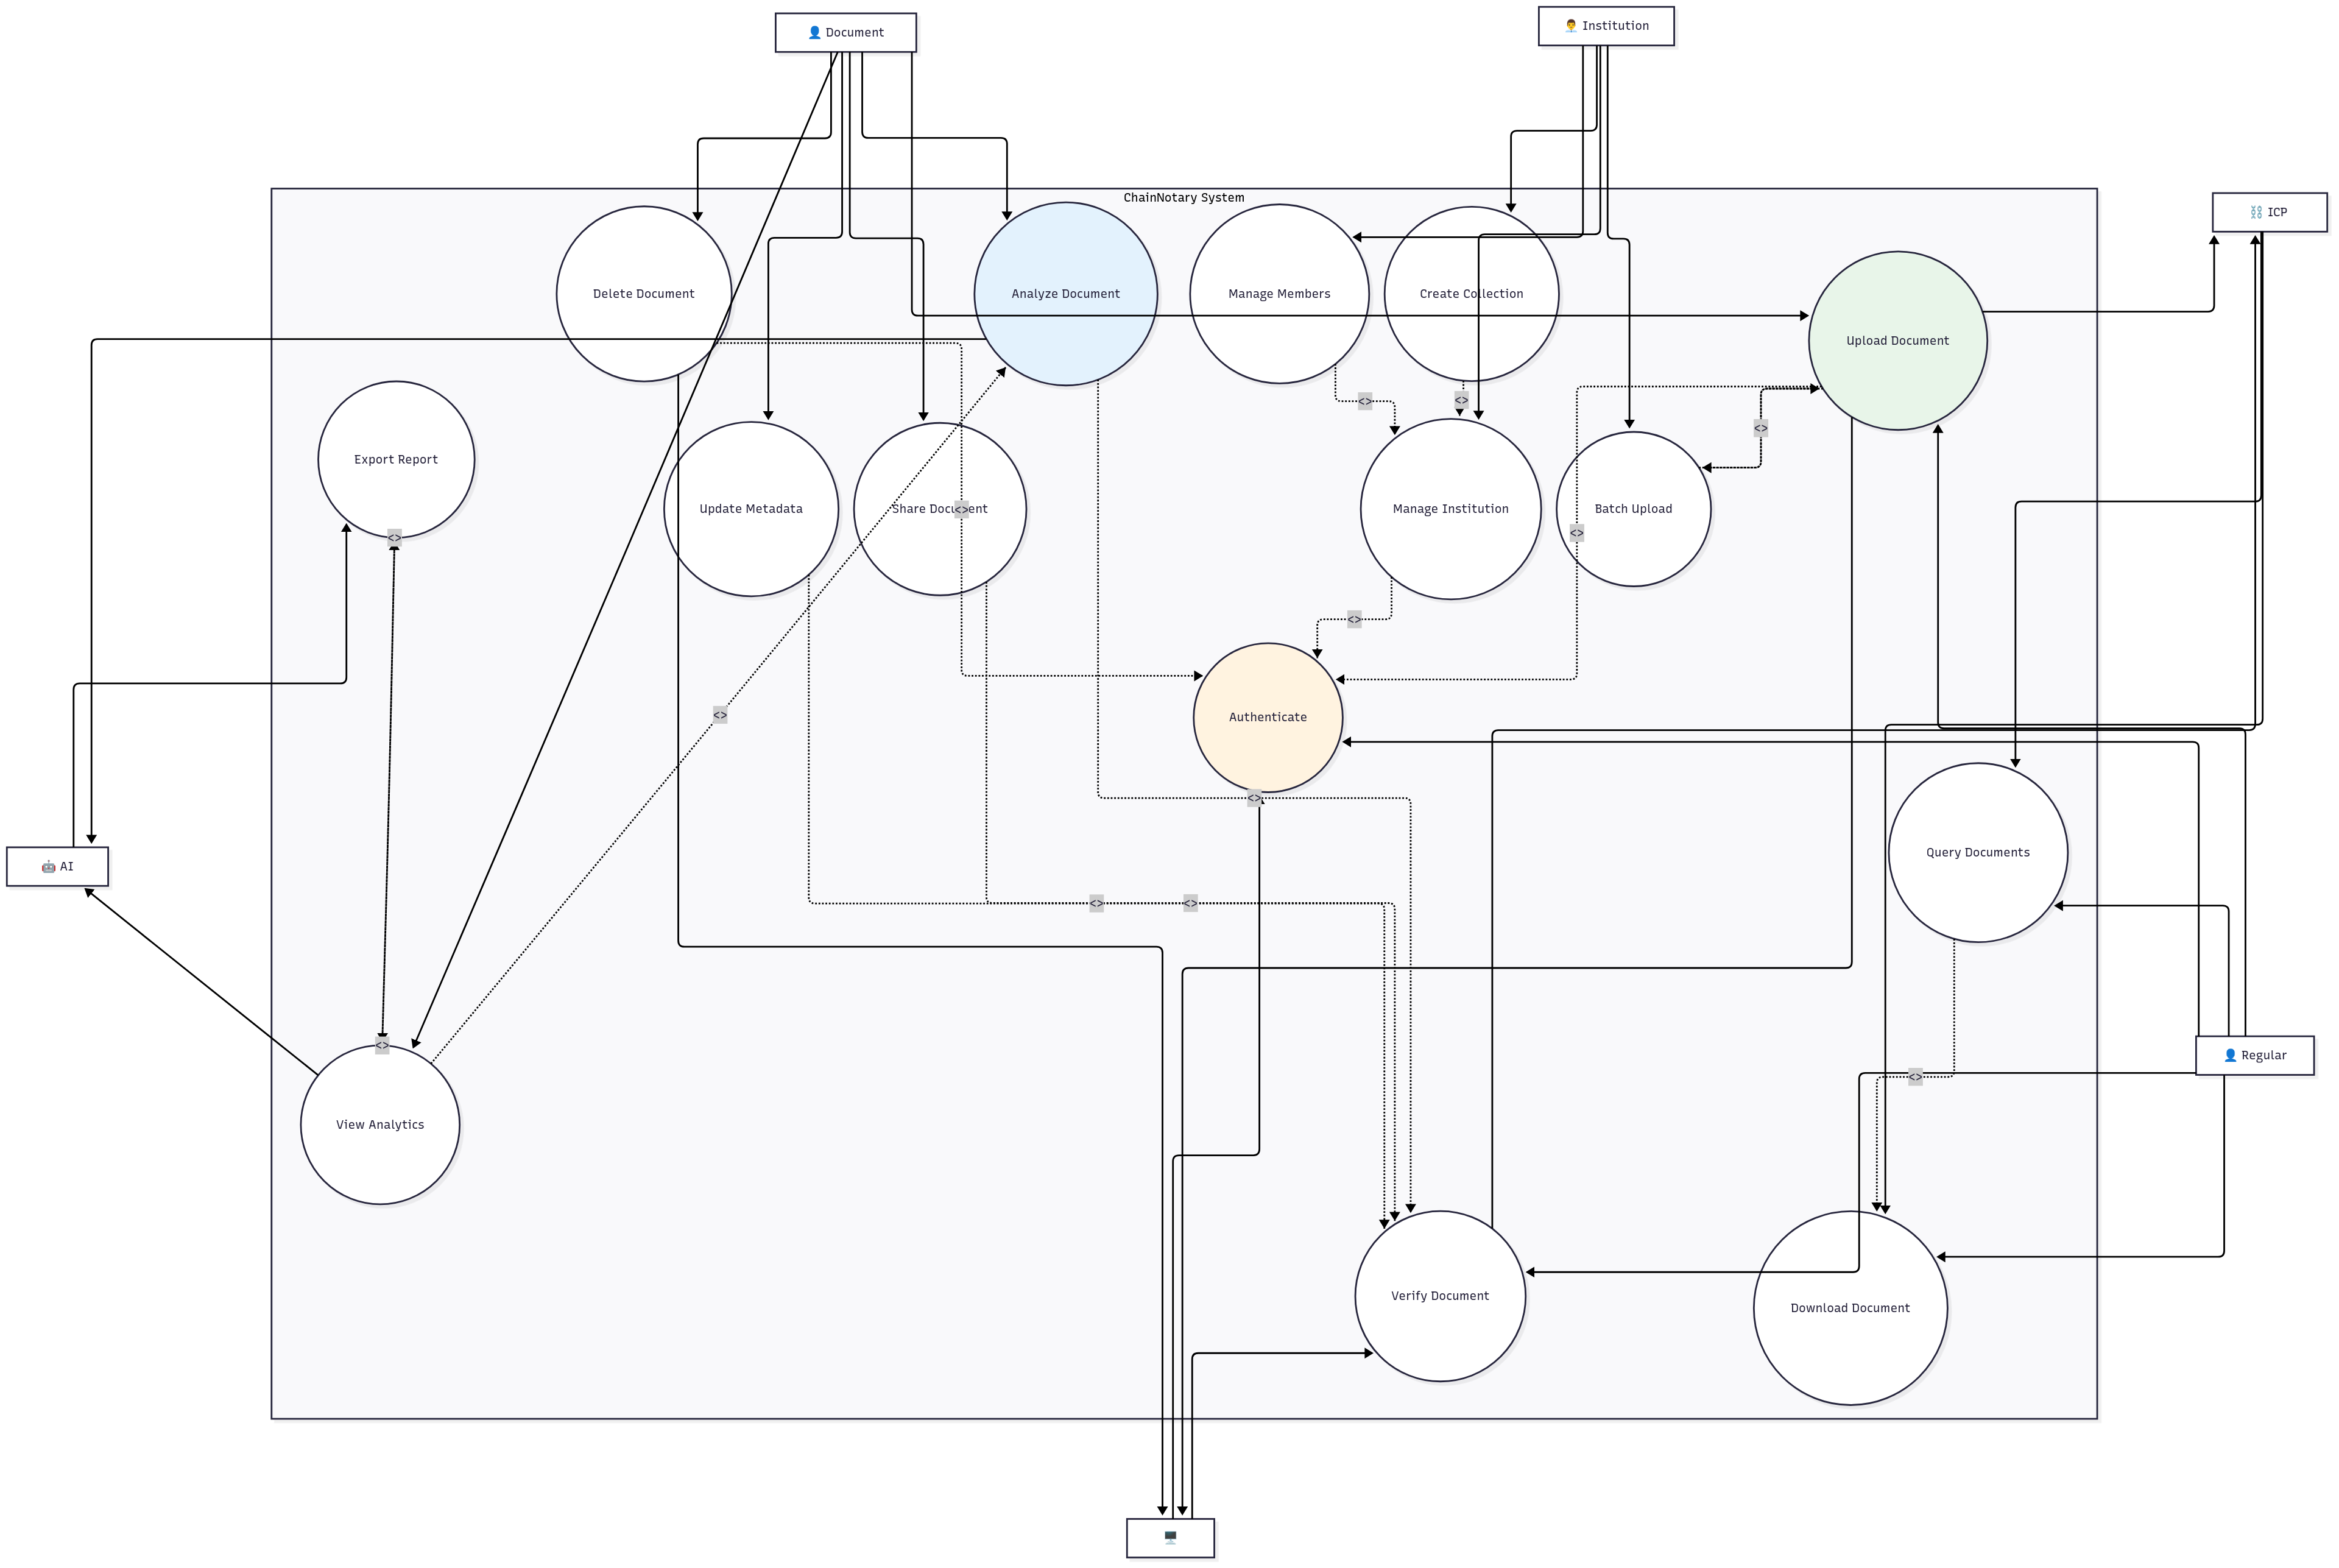 👤 Document
👨‍💼 Institution
ChainNotary System
⛓️ ICP
Delete Document
Analyze Document
Manage Members
Create Collection
Upload Document
<>
<>
<>
Export Report
Update Metadata
Share Document
<>
Manage Institution
Batch Upload
<>
<>
<>
<>
Authenticate
<>
Query Documents
🤖 AI
<>
<>
<>
👤 Regular
<>
View Analytics
Verify Document
Download Document
🖥️